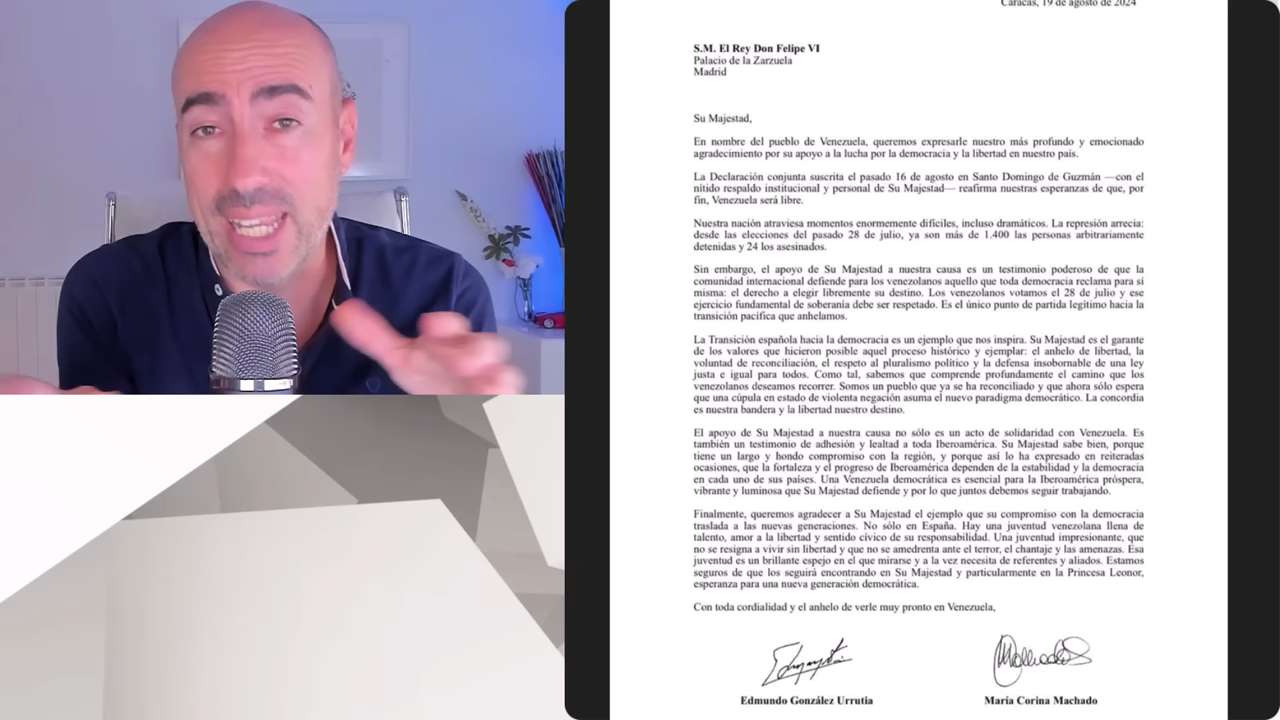 Caracas, 19 de agosto de 2024
S.M. El Rey Don Felipe VI
Palacio de la Zarzuela
Madrid
Su Majestad,
En nombre del pueblo de Venezuela, queremos expresarle nuestro más profundo y emocionado
agradecimiento por su apoyo a la lucha por la democracia y la libertad en nuestro país.
La Declaración conjunta suscrita el pasado 16 de agosto en Santo Domingo de Guzmán —con el
nítido respaldo institucional y personal de Su Majestad— reafirma nuestras esperanzas de que, por
fin, Venezuela será libre.
Nuestra nación atraviesa momentos enormemente difíciles, incluso dramáticos. La represión arrecia:
desde las elecciones del pasado 28 de julio, ya son más de 1.400 las personas arbitrariamente
detenidas y 24 los asesinados.
Sin embargo, el apoyo de Su Majestad a nuestra causa es un testimonio poderoso de que la
comunidad internacional defiende para los venezolanos aquello que toda democracia reclama para sí
misma: el derecho a elegir libremente su destino. Los venezolanos votamos el 28 de julio y ese
ejercicio fundamental de soberanía debe ser respetado. Es el único punto de partida legítimo hacia la
transición pacífica que anhelamos.
La Transición española hacia la democracia es un ejemplo que nos inspira. Su Majestad es el garante
de los valores que hicieron posible aquel proceso histórico y ejemplar: el anhelo de libertad, la
voluntad de reconciliación, el respeto al pluralismo político y la defensa insobornable de una ley
justa e igual para todos. Como tal, sabemos que comprende profundamente el camino que los
venezolanos deseamos recorrer. Somos un pueblo que ya se ha reconciliado y que ahora sólo espera
que una cúpula en estado de violenta negación asuma el nuevo paradigma democrático. La concordia
es nuestra bandera y la libertad nuestro destino.
El apoyo de Su Majestad a nuestra causa no sólo es un acto de solidaridad con Venezuela. Es
también un testimonio de adhesión y lealtad a toda Iberoamérica. Su Majestad sabe bien, porque
tiene un largo y hondo compromiso con la región, y porque así lo ha expresado en reiteradas
ocasiones, que la fortaleza y el progreso de Iberoamérica dependen de la estabilidad y la democracia
en cada uno de sus países. Una Venezuela democrática es esencial para la Iberoamérica próspera,
vibrante y luminosa que Su Majestad defiende y por lo que juntos debemos seguir trabajando.
Finalmente, queremos agradecer a Su Majestad el ejemplo que su compromiso con la democracia
traslada a las nuevas generaciones. No sólo en España. Hay una juventud venezolana llena de
talento, amor a la libertad y sentido cívico de su responsabilidad. Una juventud impresionante, que
no se resigna a vivir sin libertad y que no se amedrenta ante el terror, el chantaje y las amenazas. Esa
juventud es un brillante espejo en el que mirarse y a la vez necesita de referentes y aliados. Estamos
seguros de que los seguirá encontrando en Su Majestad y particularmente en la Princesa Leonor,
esperanza para una nueva generación democrática.
Con toda cordialidad y el anhelo de verle muy pronto en Venezuela,
Edmundo González Urrutia
María Corina Machado